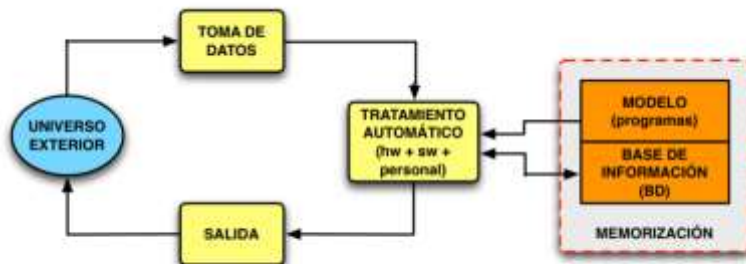 TOMA DE
DATOS
UNIVERSO
EXTERIOR
TRATAMIENTO
AUTOMÁTICO
(hw + sw +
personal)
MODELO
(programas)
BASE DE
INFORMACIÓN
(BD)
MEMORIZACIÓN
SALIDA